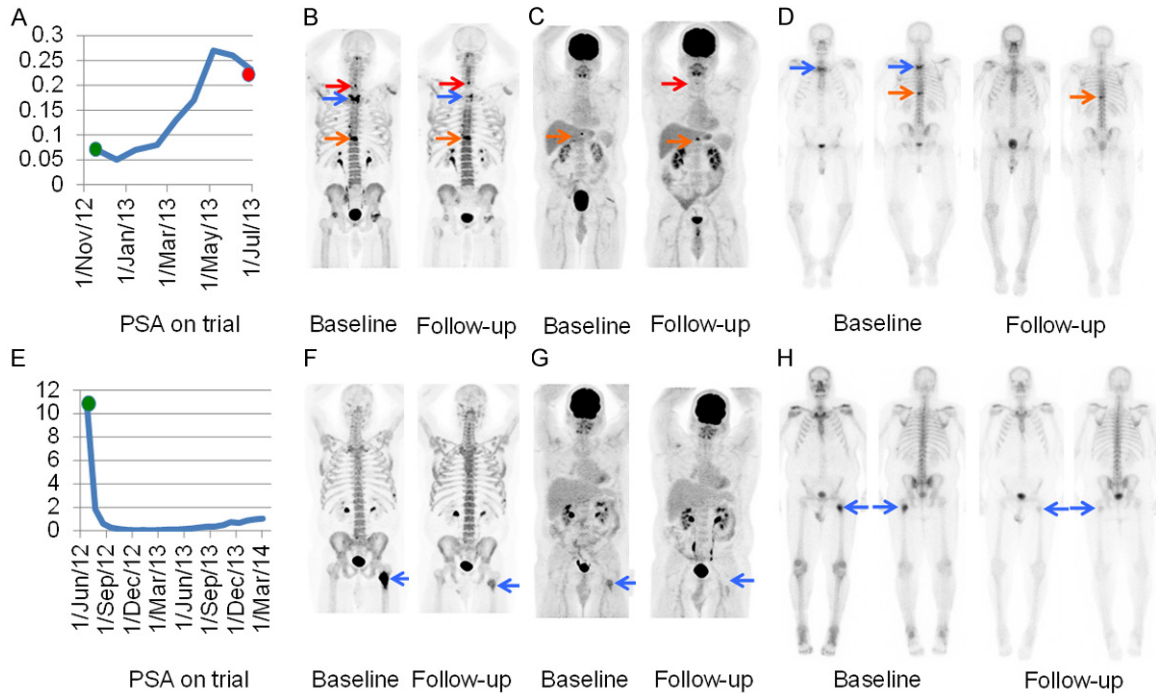 A
0.3
0.25
0.2
0.15
0.1
0.05
0
1/Nov/12
1/Jan/13
1/Mar/13
1/May/13
1/Jul/13
PSA on trial
B
Baseline
Follow-up
C
Baseline
Follow-up
D
Baseline
Follow-up
E
12
10
8
6
4
2
0
1/Jun/12
1/Sep/12
1/Dec/12
1/Mar/13
1/Jun/13
1/Sep/13
1/Dec/13
1/Mar/14
PSA on trial
F
Baseline
Follow-up
G
Baseline
Follow-up
H
Baseline
Follow-up